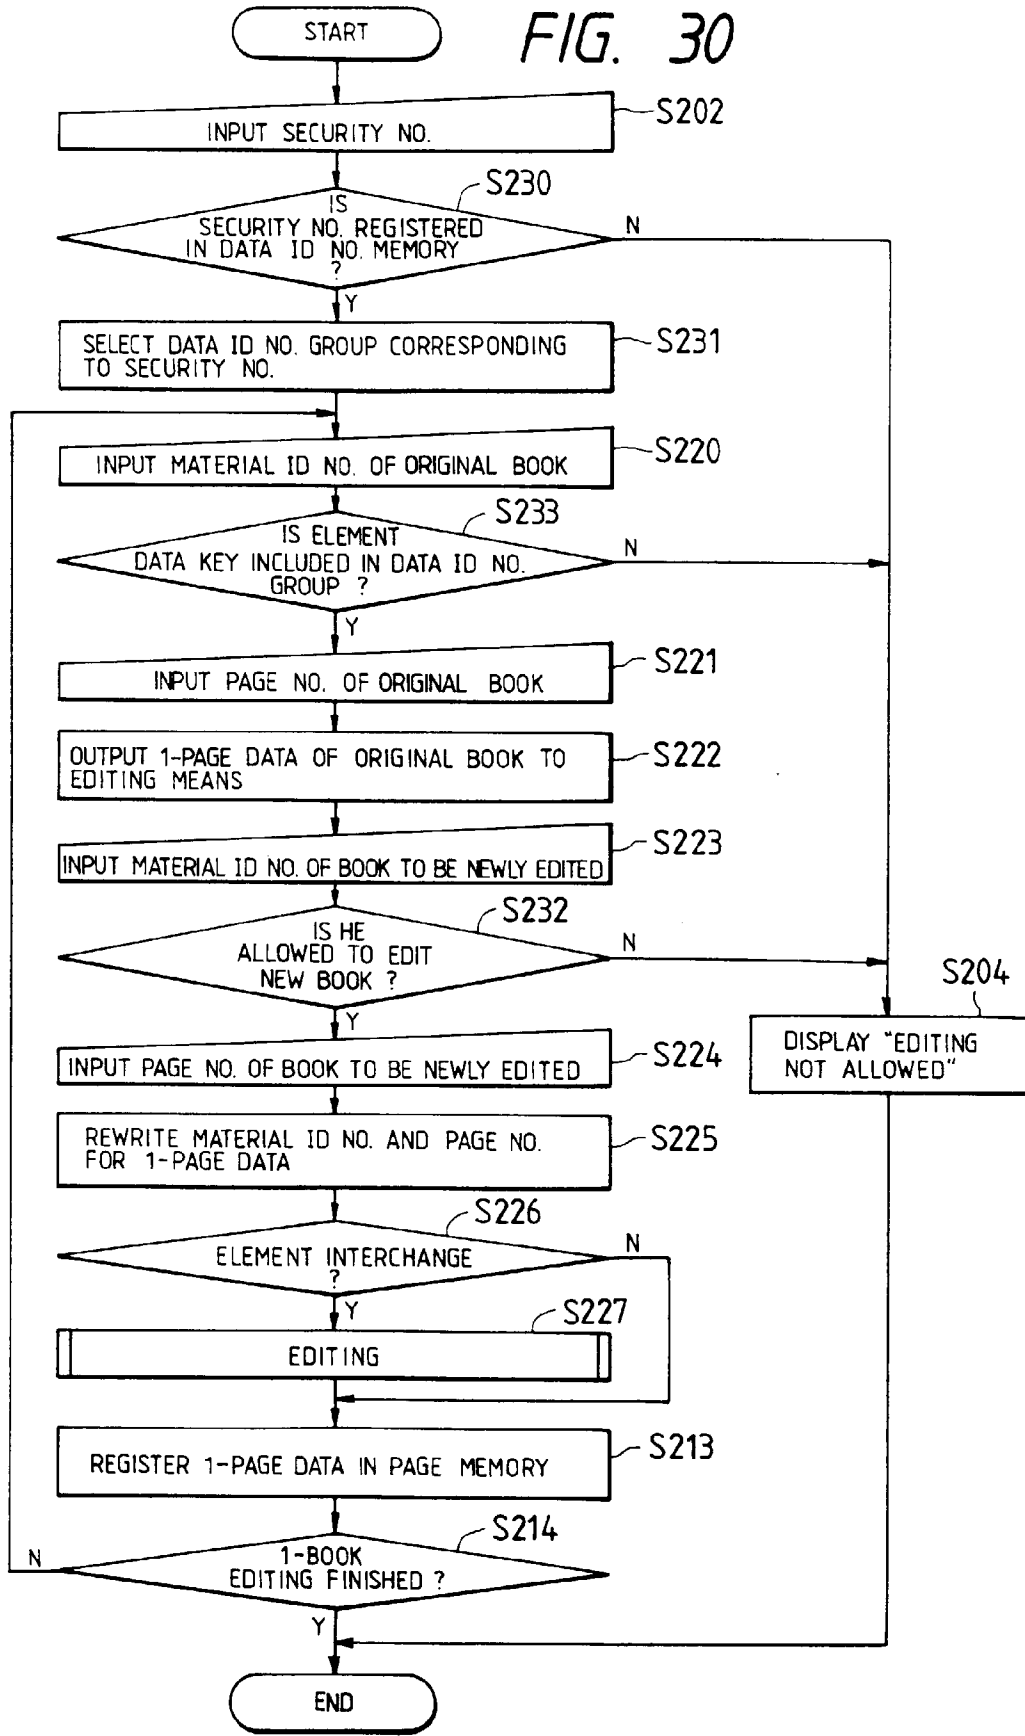 START
FIG. 30
INPUT SECURITY NO.
S202
IS
SECURITY NO. REGISTERED
IN DATA ID NO. MEMORY
?
S230
N
Y
SELECT DATA ID NO. GROUP CORRESPONDING
TO SECURITY NO.
S231
INPUT MATERIAL ID NO. OF ORIGINAL BOOK
S220
IS ELEMENT
DATA KEY INCLUDED IN DATA ID NO.
GROUP ?
S233
N
Y
INPUT PAGE NO. OF ORIGINAL BOOK
S221
OUTPUT 1-PAGE DATA OF ORIGINAL BOOK TO
EDITING MEANS
S222
INPUT MATERIAL ID NO. OF BOOK TO BE NEWLY EDITED
S223
IS HE
ALLOWED TO EDIT
NEW BOOK ?
S232
N
Y
S204
DISPLAY "EDITING
NOT ALLOWED"
INPUT PAGE NO. OF BOOK TO BE NEWLY EDITED
S224
REWRITE MATERIAL ID NO. AND PAGE NO.
FOR 1-PAGE DATA
S225
ELEMENT INTERCHANGE
?
S226
N
Y
EDITING
S227
REGISTER 1-PAGE DATA IN PAGE MEMORY
S213
1-BOOK
EDITING FINISHED ?
S214
N
Y
END